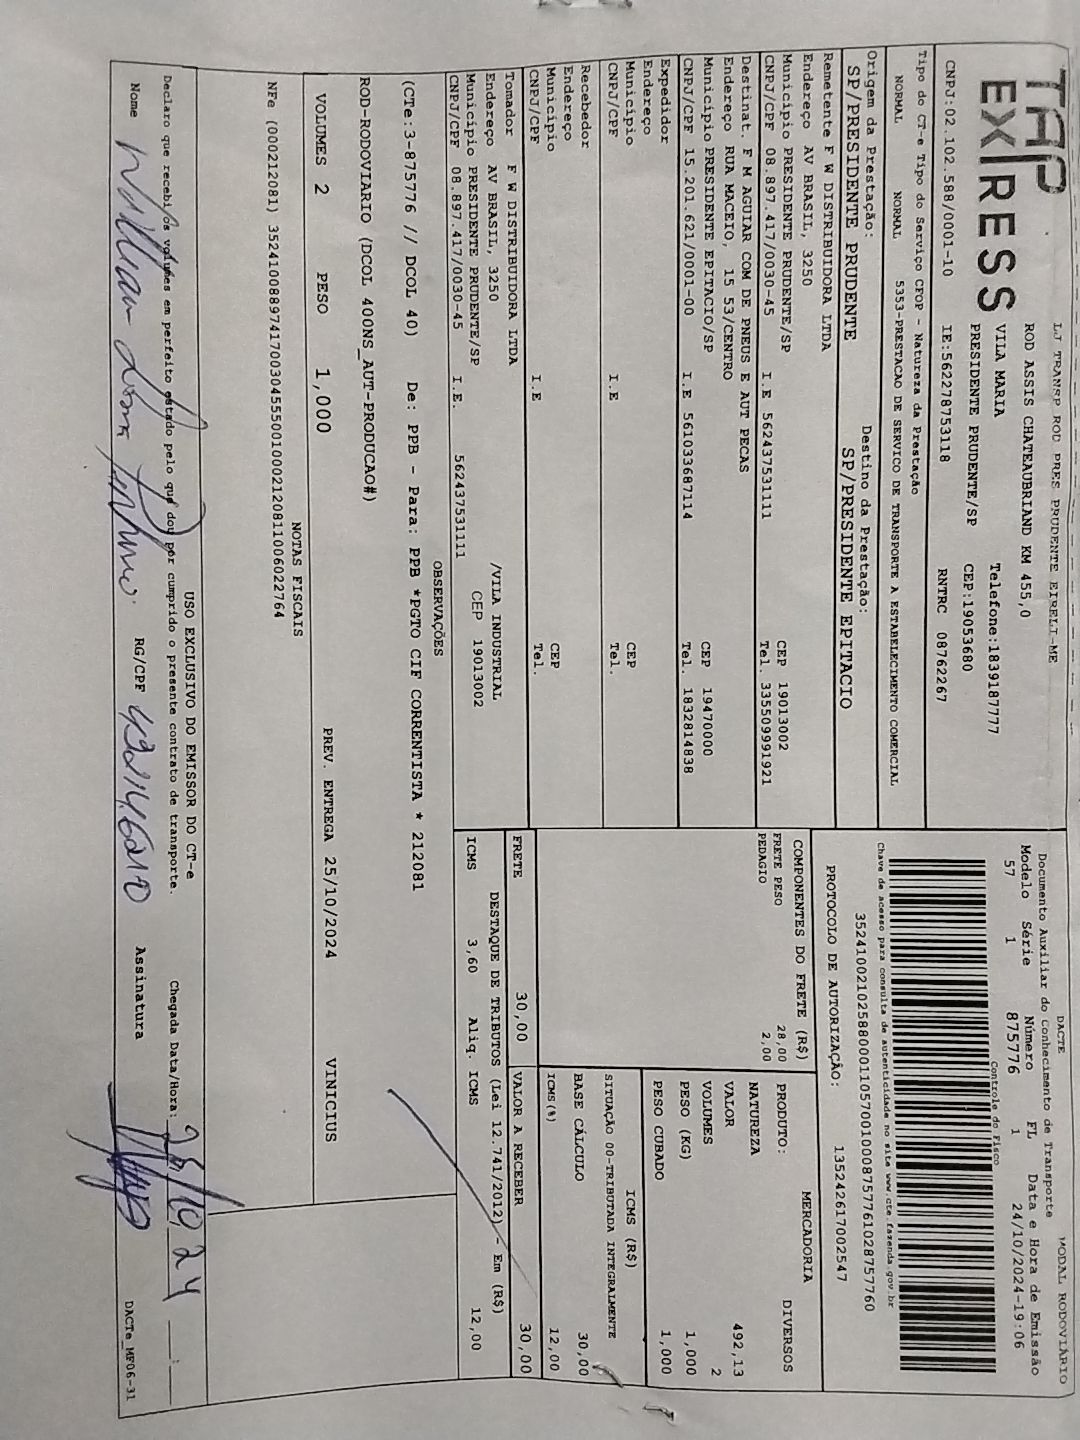 TAP
EXPRESS
LJ TRANSP ROD PRES PRUDENTE EIRELI-ME
ROD ASSIS CHATEAUBRIAND KM 455,0
VILA MARIA Telefone:1839187777
PRESIDENTE PRUDENTE/SP CEP:19053680
CNPJ:02.102.588/0001-10 IE:562278753118 RNTRC 08762267
DACTE MODAL RODOVIÁRIO
Documento Auxiliar do Conhecimento de Transporte
Modelo Série Número FL Data e Hora de Emissão
57 1 875776 1 24/10/2024-19:06
Controle do Fisco
Chave de acesso para consulta de autenticidade no site www.cte.fazenda.gov.br
35241002102588000110570010008757761028757760
PROTOCOLO DE AUTORIZAÇÃO: 135242617002547
Tipo do CT-e Tipo do Serviço CFOP - Natureza da Prestação
NORMAL NORMAL 5353-PRESTACAO DE SERVICO DE TRANSPORTE A ESTABELECIMENTO COMERCIAL
Origem da Prestação: Destino da Prestação:
SP/PRESIDENTE PRUDENTE SP/PRESIDENTE EPITACIO
Remetente F W DISTRIBUIDORA LTDA
Endereço AV BRASIL, 3250
Município PRESIDENTE PRUDENTE/SP CEP 19013002
CNPJ/CPF 08.897.417/0030-45 I.E 562437531111 Tel. 335509991921
Destinat. F M AGUIAR COM DE PNEUS E AUT PECAS
Endereço RUA MACEIO, 15 53/CENTRO
Município PRESIDENTE EPITACIO/SP CEP 19470000
CNPJ/CPF 15.201.621/0001-00 I.E 561033687114 Tel. 1832814838
Expedidor
Endereço
Município CEP
CNPJ/CPF I.E Tel.
Recebedor
Endereço
Município CEP
CNPJ/CPF I.E Tel.
Tomador F W DISTRIBUIDORA LTDA
Endereço AV BRASIL, 3250 /VILA INDUSTRIAL
Município PRESIDENTE PRUDENTE/SP CEP 19013002
CNPJ/CPF 08.897.417/0030-45 I.E. 562437531111
COMPONENTES DO FRETE (R$)
FRETE PESO 28,00
PEDAGIO 2,00
MERCADORIA
PRODUTO: DIVERSOS
NATUREZA
VALOR 492,13
VOLUMES 2
PESO (KG) 1,000
PESO CUBADO 1,000
ICMS (R$)
SITUAÇÃO 00-TRIBUTADA INTEGRALMENTE
BASE CÁLCULO 30,00
ICMS (%) 12,00
FRETE 30,00 VALOR A RECEBER 30,00
DESTAQUE DE TRIBUTOS (Lei 12.741/2012) - Em (R$)
ICMS 3,60 Aliq. ICMS 12,00
OBSERVAÇÕES
(CTe:3-875776 // DCOL 40) De: PPB - Para: PPB *PGTO CIF CORRENTISTA * 212081
ROD-RODOVIARIO (DCOL 400NS_AUT-PRODUCAO#)
VOLUMES 2 PESO 1,000 PREV. ENTREGA 25/10/2024 VINICIUS
NOTAS FISCAIS
NFe (000212081) 35241008897417003045550010002120811006022764
USO EXCLUSIVO DO EMISSOR DO CT-e
Declaro que recebi os volumes em perfeito estado pelo que dou por cumprido o presente contrato de transporte. Chegada Data/Hora: 25/10/24 __:__
Nome Willian RG/CPF Assinatura
DACTe_MF06-31